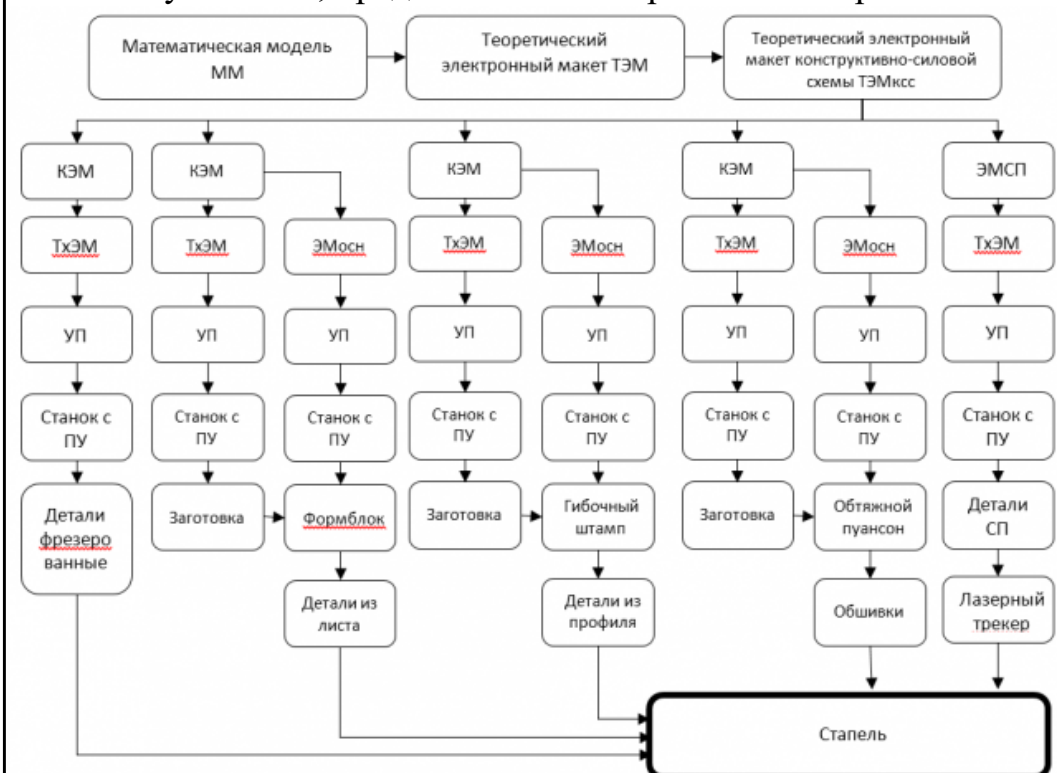 Математическая модель
ММ
Теоретический
электронный макет ТЭМ
Теоретический электронный
макет конструктивно-силовой
схемы ТЭМксс
КЭМ
КЭМ
КЭМ
КЭМ
ЭМСП
ТхЭМ
ТхЭМ
ЭМосн
ТхЭМ
ЭМосн
ТхЭМ
ЭМосн
ТхЭМ
УП
УП
УП
УП
УП
УП
УП
УП
Станок с
ПУ
Станок с
ПУ
Станок с
ПУ
Станок с
ПУ
Станок с
ПУ
Станок с
ПУ
Станок с
ПУ
Станок с
ПУ
Детали
фрезеро
ванные
Заготовка
Формблок
Заготовка
Гибочный
штамп
Заготовка
Обтяжной
пуансон
Детали
СП
Детали из
листа
Детали из
профиля
Обшивки
Лазерный
трекер
Стапель